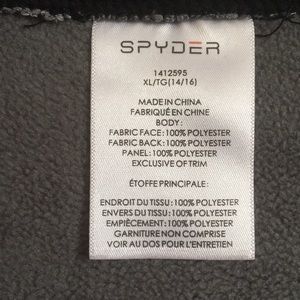 SPYDER
1412595
XL/TG(14/16)
MADE IN CHINA
FABRIQUÉ EN CHINE
BODY:
FABRIC FACE:100% POLYESTER
FABRIC BACK:100% POLYESTER
PANEL:100% POLYESTER
EXCLUSIVE OF TRIM
ÉTOFFE PRINCIPALE:
ENDROIT DU TISSU:100% POLYESTER
ENVERS DU TISSU:100% POLYESTER
EMPIÈCEMENT:100% POLYESTER
GARNITURE NON COMPRISE
VOIR AU DOS POUR L'ENTRETIEN